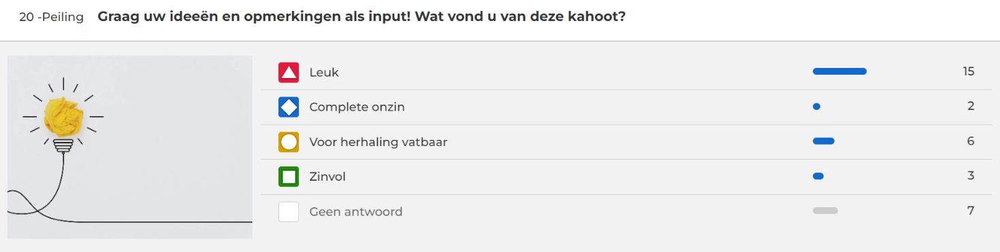 20 -Peiling Graag uw ideeën en opmerkingen als input! Wat vond u van deze kahoot?
Leuk 15
Complete onzin 2
Voor herhaling vatbaar 6
Zinvol 3
Geen antwoord 7